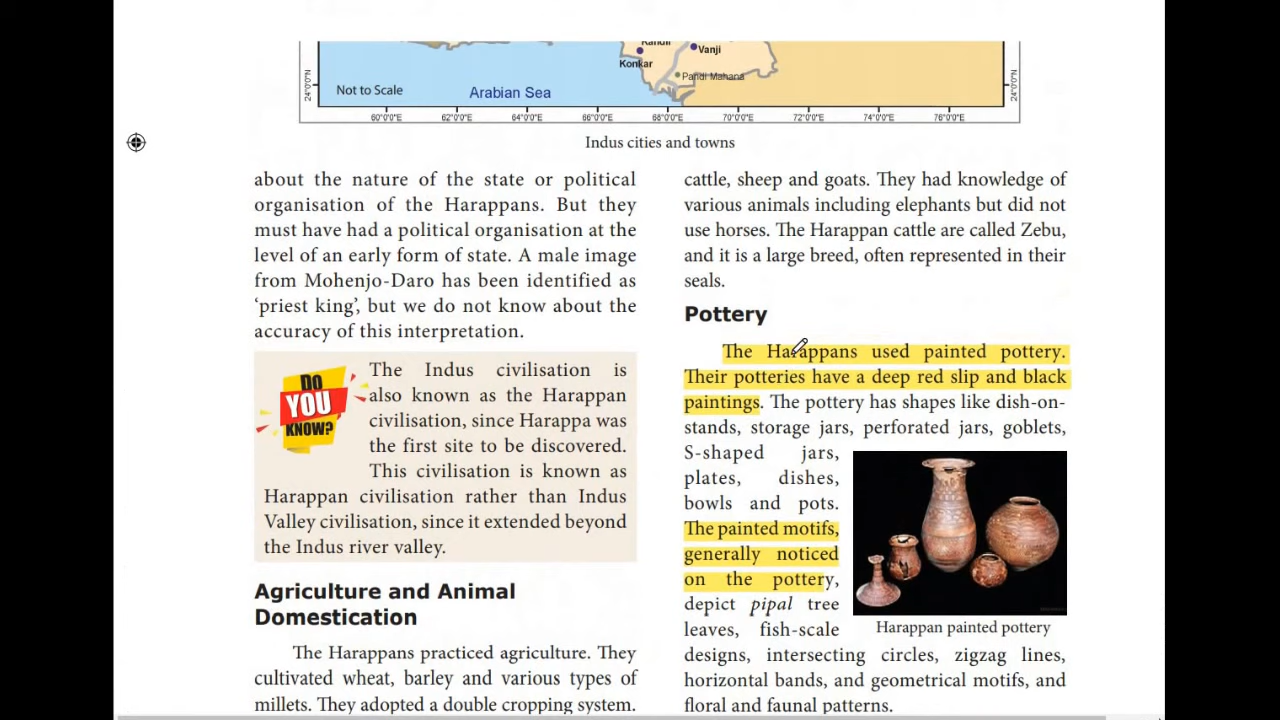 Kandil
Vanji
Konkar
Pandi Mahana
24°0'0"N
Not to Scale
Arabian Sea
24°0'0"N
60°0'0"E 62°0'0"E 64°0'0"E 66°0'0"E 68°0'0"E 70°0'0"E 72°0'0"E 74°0'0"E 76°0'0"E
Indus cities and towns
about the nature of the state or political
organisation of the Harappans. But they
must have had a political organisation at the
level of an early form of state. A male image
from Mohenjo-Daro has been identified as
‘priest king’, but we do not know about the
accuracy of this interpretation.
DO
YOU
KNOW?
The Indus civilisation is
also known as the Harappan
civilisation, since Harappa was
the first site to be discovered.
This civilisation is known as
Harappan civilisation rather than Indus
Valley civilisation, since it extended beyond
the Indus river valley.
Agriculture and Animal
Domestication
The Harappans practiced agriculture. They
cultivated wheat, barley and various types of
millets. They adopted a double cropping system.
cattle, sheep and goats. They had knowledge of
various animals including elephants but did not
use horses. The Harappan cattle are called Zebu,
and it is a large breed, often represented in their
seals.
Pottery
The Harappans used painted pottery.
Their potteries have a deep red slip and black
paintings. The pottery has shapes like dish-on-
stands, storage jars, perforated jars, goblets,
S-shaped jars,
plates, dishes,
bowls and pots.
The painted motifs,
generally noticed
on the pottery,
depict pipal tree
leaves, fish-scale
Harappan painted pottery
designs, intersecting circles, zigzag lines,
horizontal bands, and geometrical motifs, and
floral and faunal patterns.